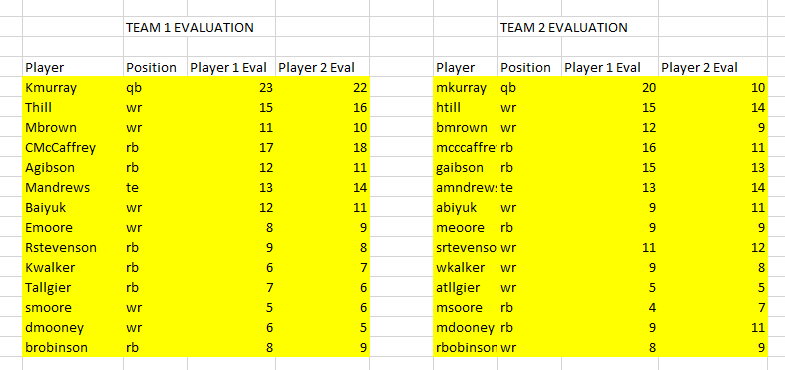 TEAM 1 EVALUATION TEAM 2 EVALUATION
Player Position Player 1 Eval Player 2 Eval Player Position Player 1 Eval Player 2 Eval
Kmurray qb 23 22 mkurray qb 20 10
Thill wr 15 16 htill wr 15 14
Mbrown wr 11 10 bmrown wr 12 9
CMcCaffrey rb 17 18 mcccaffre rb 16 11
Agibson rb 12 11 gaibson rb 15 13
Mandrews te 13 14 amndrew te 13 14
Baiyuk wr 12 11 abiyuk wr 9 11
Emoore wr 8 9 meoore rb 9 9
Rstevenson rb 9 8 srtevenso wr 11 12
Kwalker rb 6 7 wkalker wr 9 8
Tallgier rb 7 6 atllgier wr 5 5
smoore wr 5 6 msoore rb 4 7
dmooney wr 6 5 mdooney rb 9 11
brobinson rb 8 9 rbobinson wr 8 9